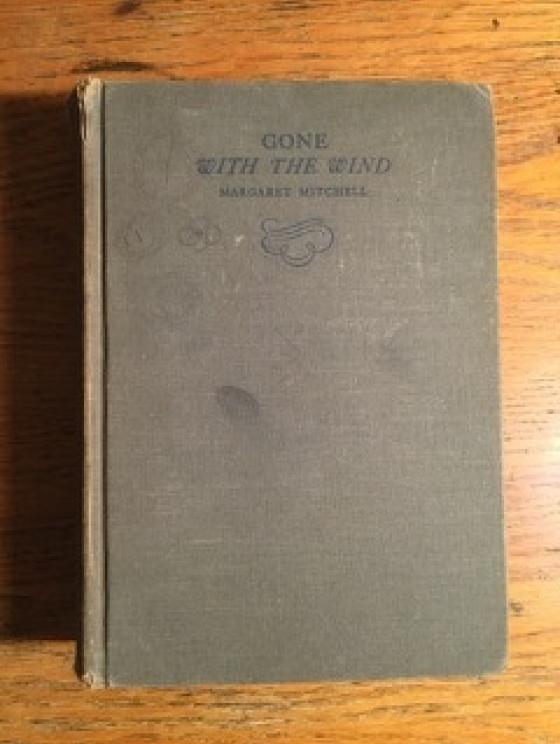 GONE
WITH THE WIND
MARGARET MITCHELL